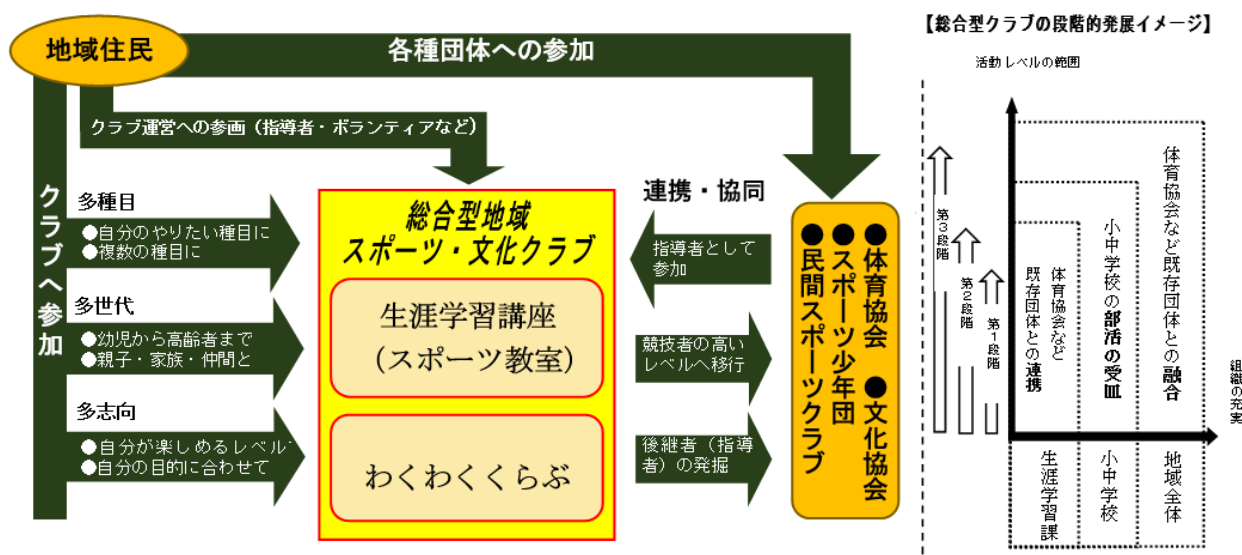 地域住民
各種団体への参加
クラブ運営への参画（指導者・ボランティアなど）
クラブへ参加
多種目
●自分のやりたい種目に
●複数の種目に
多世代
●幼児から高齢者まで
●親子・家族・仲間と
多志向
●自分が楽しめるレベル
●自分の目的に合わせて
総合型地域
スポーツ・文化クラブ
生涯学習講座
（スポーツ教室）
わくわくくらぶ
連携・協同
指導者として
参加
競技者の高い
レベルへ移行
後継者（指導
者）の発掘
●体育協会　●文化協会
●スポーツ少年団
●民間スポーツクラブ
【総合型クラブの段階的発展イメージ】
活動レベルの範囲
第３段階
第２段階
第１段階
体育協会など
既存団体との連携
小中学校の部活の受皿
体育協会など既存団体との融合
組織の充実
生涯学習課
小中学校
地域全体